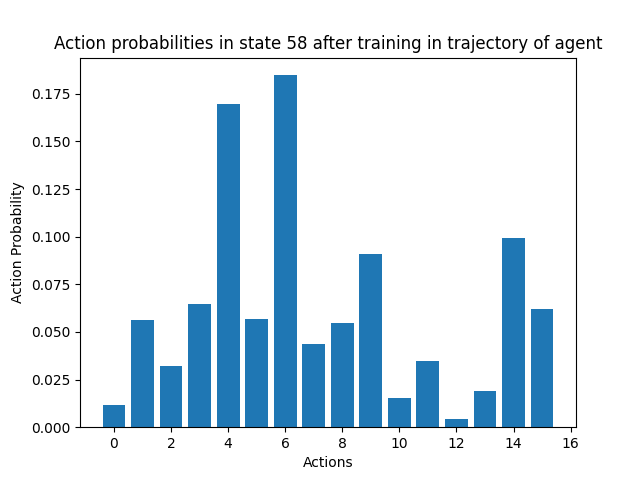 Action probabilities in state 58 after training in trajectory of agent
Action Probability
0.175
0.150
0.125
0.100
0.075
0.050
0.025
0.000
0 2 4 6 8 10 12 14 16
Actions